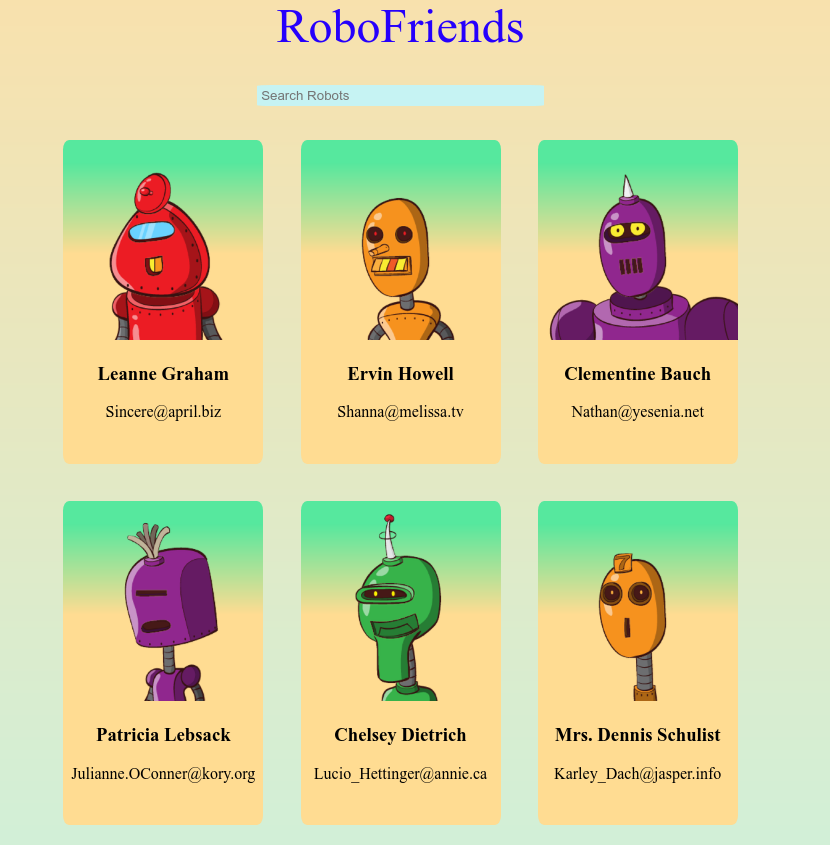 RoboFriends
Search Robots
Leanne Graham
Sincere@april.biz
Ervin Howell
Shanna@melissa.tv
Clementine Bauch
Nathan@yesenia.net
Patricia Lebsack
Julianne.OConner@kory.org
Chelsey Dietrich
Lucio_Hettinger@annie.ca
7
Mrs. Dennis Schulist
Karley_Dach@jasper.info